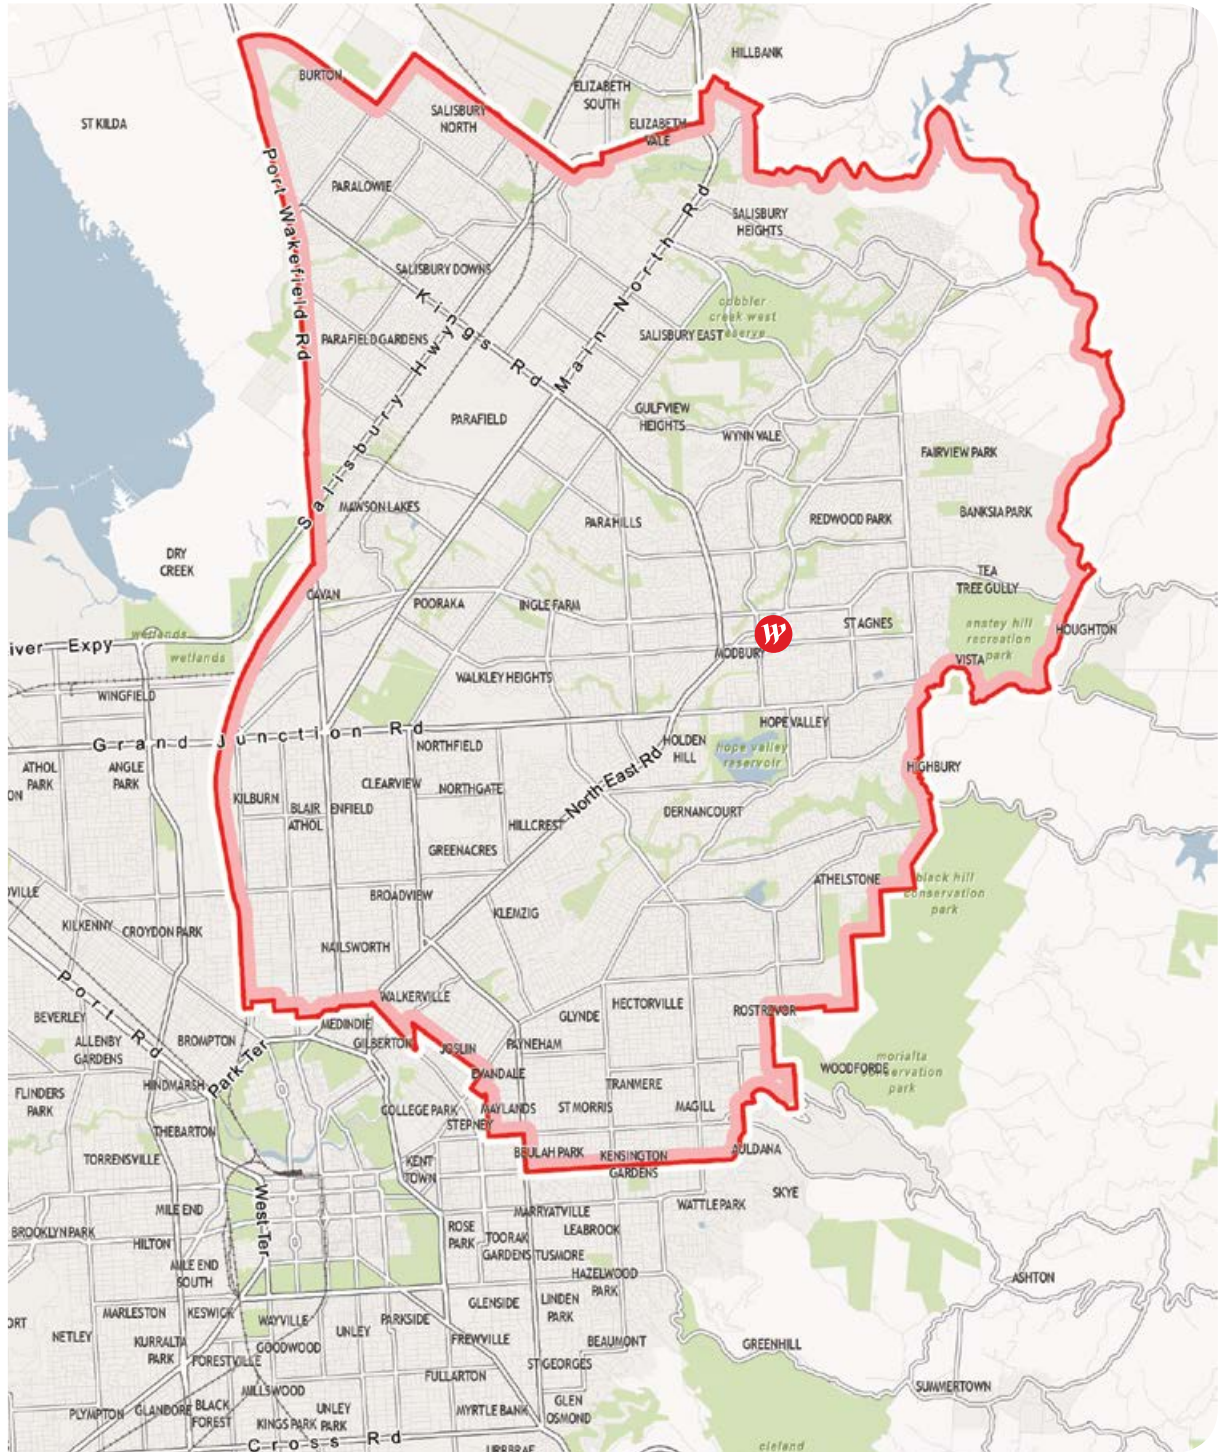 HILLBANK
BURTON
ELIZABETH
SOUTH
ST KILDA
SALISBURY
NORTH
ELIZABETH
VALE
Port Wakefield Rd
PARALOWIE
Main North Rd
SALISBURY
HEIGHTS
SALISBURY DOWNS
Kings Rd
cobbler
creek west
reserve
PARAFIELD GARDENS
SALISBURY EAST
Salisbury Hwy
PARAFIELD
GULFVIEW
HEIGHTS
WYNN VALE
FAIRVIEW PARK
MAWSON LAKES
PARA HILLS
REDWOOD PARK
BANKSIA PARK
DRY
CREEK
TEA
TREE GULLY
CAVAN
POORAKA
INGLE FARM
ST AGNES
anstey hill
recreation
park
HOUGHTON
iver Expy
wetlands
wetlands
W
MODBURY
VISTA
WINGFIELD
WALKLEY HEIGHTS
Grand Junction Rd
HOPE VALLEY
NORTHFIELD
HOLDEN
HILL
hope valley
reservoir
ATHOL
PARK
ANGLE
PARK
HIGHBURY
ON
CLEARVIEW
NORTHGATE
North East Rd
KILBURN
BLAIR
ATHOL
ENFIELD
HILLCREST
DERNANCOURT
GREENACRES
OVILLE
BROADVIEW
ATHELSTONE
black hill
conservation
park
KLEMZIG
KILKENNY
CROYDON PARK
NAILSWORTH
Port Rd
WALKERVILLE
HECTORVILLE
ROSTREVOR
BEVERLEY
GLYNDE
MEDINDIE
ALLENBY
GARDENS
BROMPTON
GILBERTON
JOSLIN
PAYNEHAM
Park Ter
EVANDALE
WOODFORDE
morialta
conservation
park
FLINDERS
PARK
HINDMARSH
TRANMERE
COLLEGE PARK
MAYLANDS
ST MORRIS
MAGILL
STEPNEY
THEBARTON
BEULAH PARK
KENSINGTON
GARDENS
AULDANA
TORRENSVILLE
KENT
TOWN
SKYE
WATTLE PARK
MILE END
MARRYATVILLE
West Ter
BROOKLYN PARK
HILTON
ROSE
PARK
TOORAK
GARDENS
LEABROOK
TUSMORE
MILE END
SOUTH
HAZELWOOD
PARK
ASHTON
GLENSIDE
LINDEN
PARK
ORT
MARLESTON
KESWICK
WAYVILLE
PARKSIDE
NETLEY
KURRALTA
PARK
UNLEY
FREWVILLE
BEAUMONT
GREENHILL
GOODWOOD
FORESTVILLE
ST GEORGES
FULLARTON
SUMMERTOWN
MILLSWOOD
PLYMPTON
GLANDORE
BLACK
FOREST
UNLEY
PARK
KINGS PARK
MYRTLE BANK
GLEN
OSMOND
Cross Rd
URRBRAE
cleland